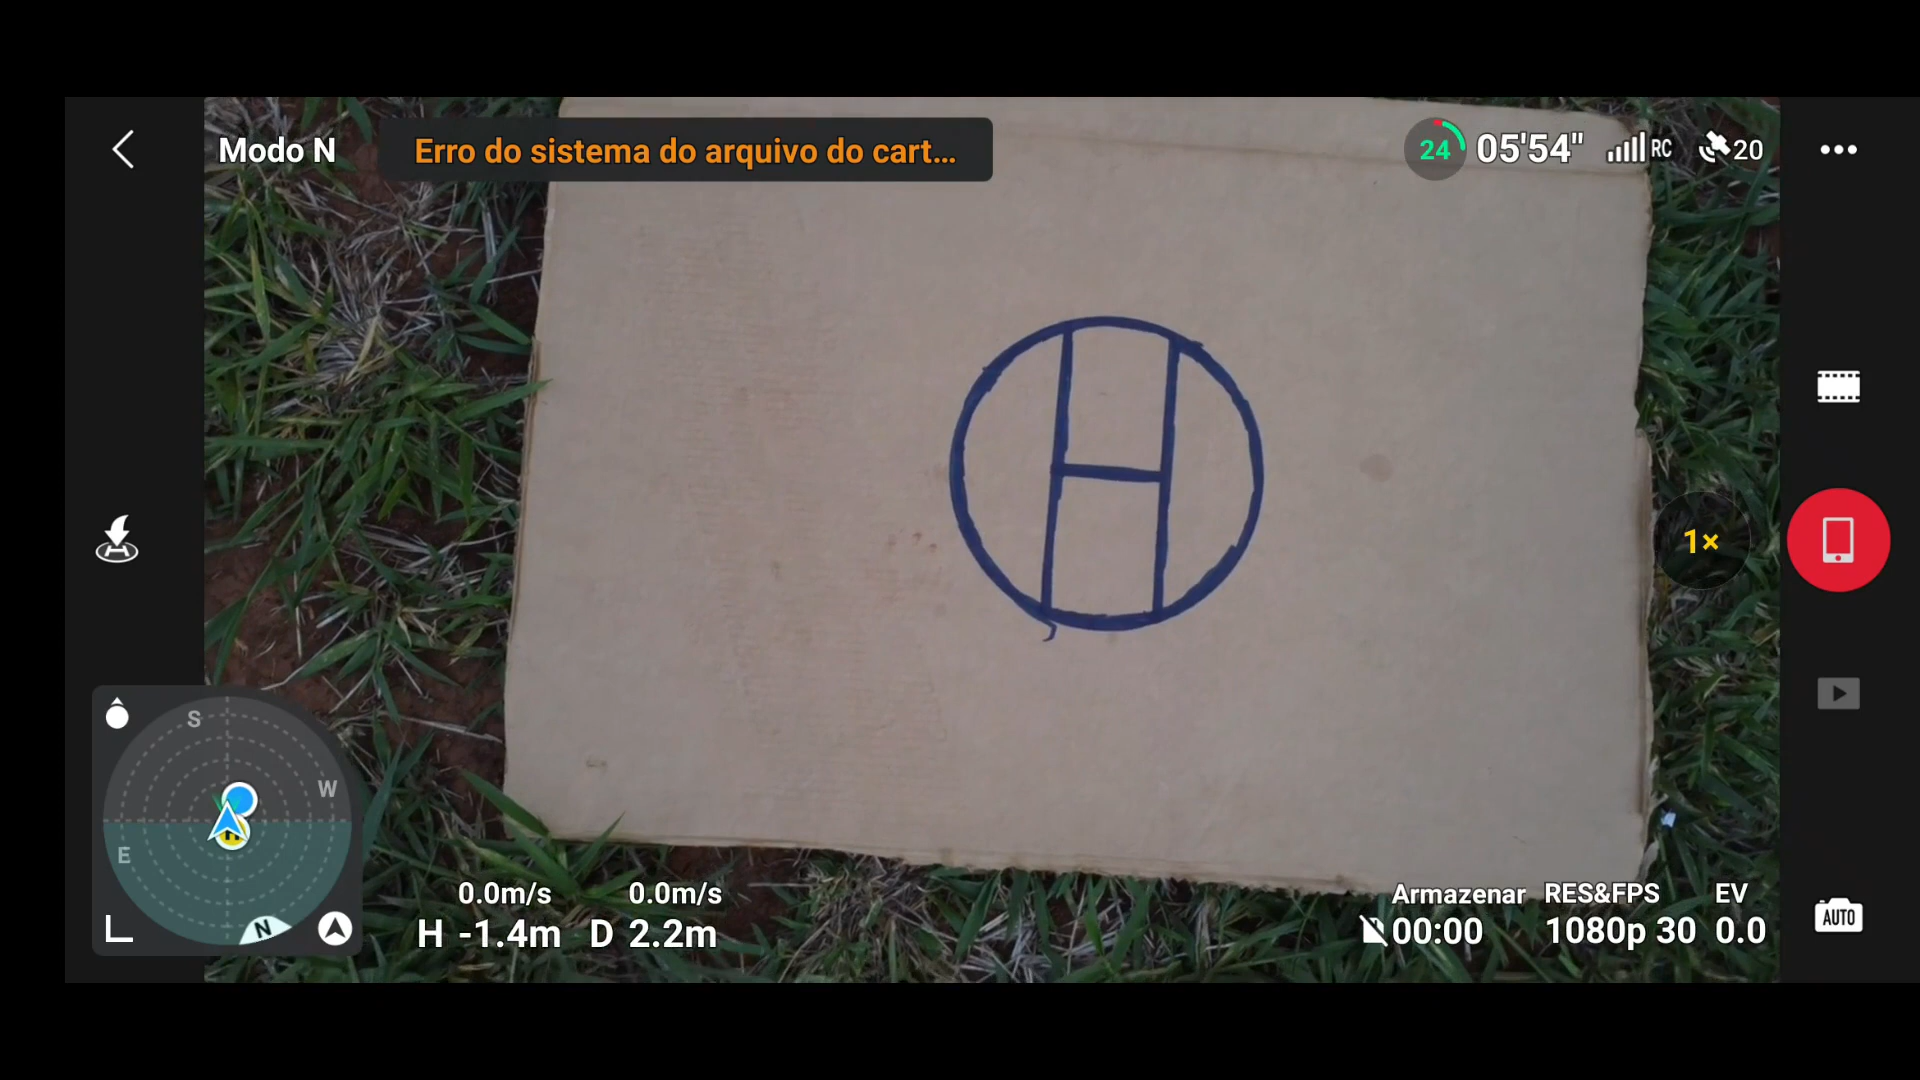 Modo N
Erro do sistema do arquivo do cart...
24
05'54"
RC
20
H
1×
S
W
E
N
H
0.0m/s
0.0m/s
H -1.4m
D 2.2m
Armazenar
RES&FPS
EV
00:00
1080p 30
0.0
AUTO